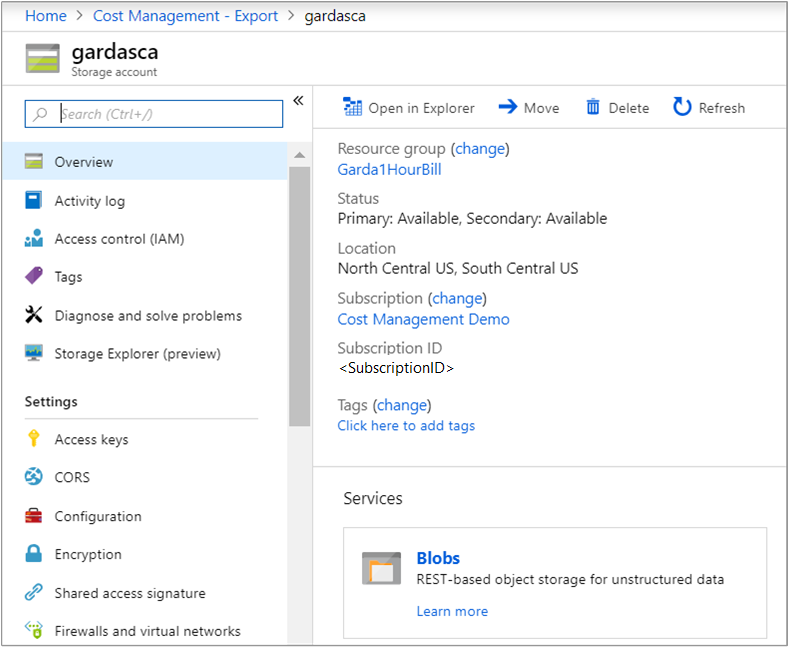 Home > Cost Management - Export > gardasca
gardasca
Storage account
Search (Ctrl+/)
«
Overview
Activity log
Access control (IAM)
Tags
Diagnose and solve problems
Storage Explorer (preview)
Settings
Access keys
CORS
Configuration
Encryption
Shared access signature
Firewalls and virtual networks
Open in Explorer
Move
Delete
Refresh
Resource group (change)
Garda1HourBill
Status
Primary: Available, Secondary: Available
Location
North Central US, South Central US
Subscription (change)
Cost Management Demo
Subscription ID
<SubscriptionID>
Tags (change)
Click here to add tags
Services
Blobs
REST-based object storage for unstructured data
Learn more